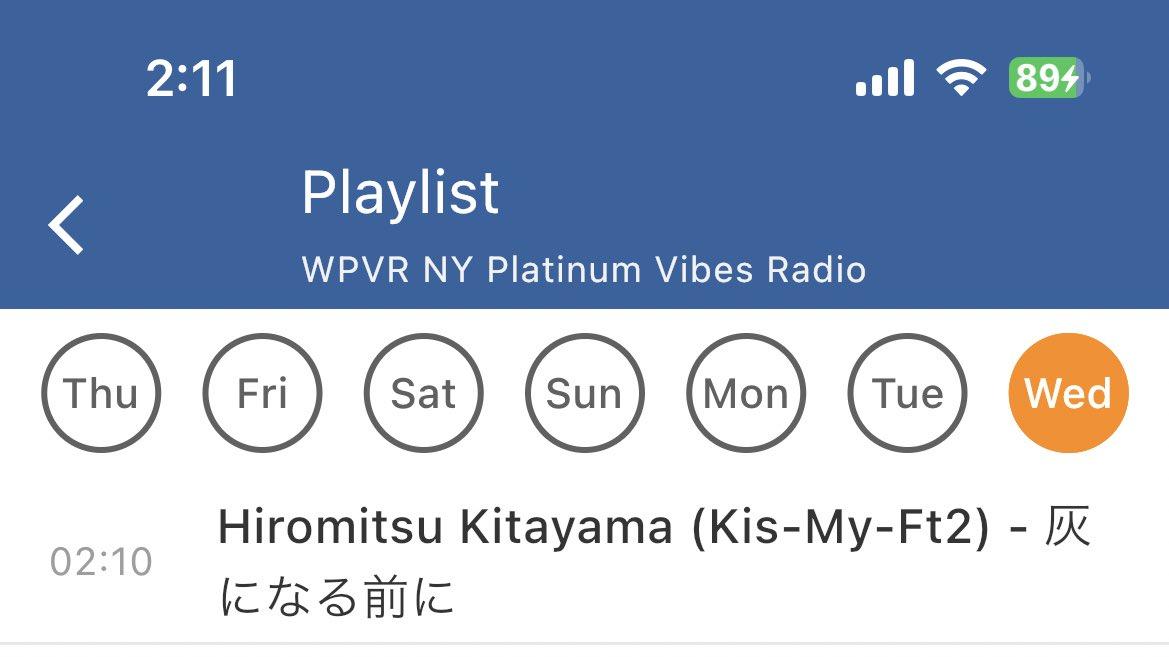 2:11
89
Playlist
WPVR NY Platinum Vibes Radio
Thu Fri Sat Sun Mon Tue Wed
02:10
Hiromitsu Kitayama (Kis-My-Ft2) - 灰
になる前に